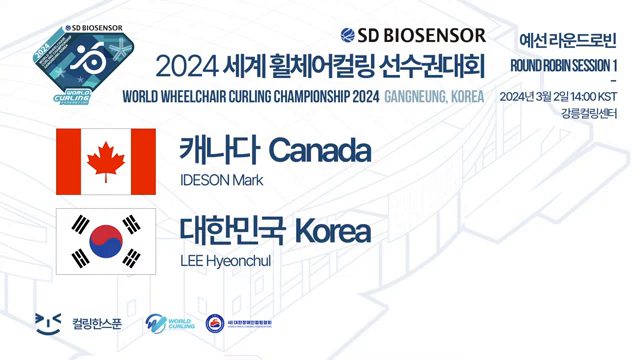 SD BIOSENSOR
2024
WORLD
CURLING
SD BIOSENSOR
2024 세계 휠체어컬링 선수권대회
WORLD WHEELCHAIR CURLING CHAMPIONSHIP 2024 GANGNEUNG, KOREA
예선 라운드로빈
ROUND ROBIN SESSION 1
-
2024년 3월 2일 14:00 KST
강릉컬링센터
캐나다 Canada
IDESON Mark
대한민국 Korea
LEE Hyeonchul
컬링한스푼
WORLD
CURLING